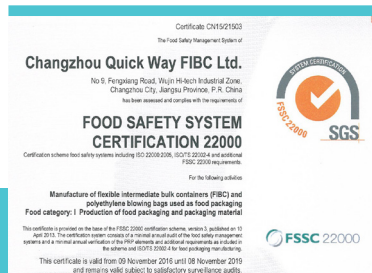 Certificate CN15/21503
The Food Safety Management System of
Changzhou Quick Way FIBC Ltd.
No 9, Fengxiang Road, Wujin Hi-tech Industrial Zone,
Changzhou City, Jiangsu Province, P.R. China
has been assessed and complies with the requirements of
FOOD SAFETY SYSTEM
CERTIFICATION 22000
Certification scheme food safety systems including ISO 22000:2005, ISO/TS 22002-4 and additional
FSSC 22000 requirements.
For the following activities
Manufacture of flexible intermediate bulk containers (FIBC) and
polyethylene blowing bags used as food packaging
Food category: I Production of food packaging and packaging material
This certificate is provided on the base of the FSSC 22000 certification scheme, version 3, published on 10
April 2013. The certification system consists of a minimal annual audit of the food safety management
systems and a minimal annual verification of the PRP elements and additional requirements as included in
the scheme and ISO/TS 22002-4 for food packaging manufacturing.
This certificate is valid from 09 November 2016 until 08 November 2019
and remains valid subject to satisfactory surveillance audits.
SYSTEM CERTIFICATION
FSSC 22000
SGS
FSSC 22000